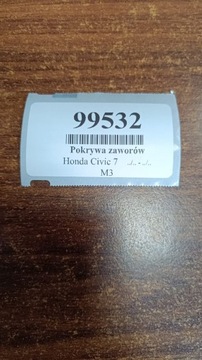 99532
Pokrywa zaworów
Honda Civic 7 ../.. - ../..
M3